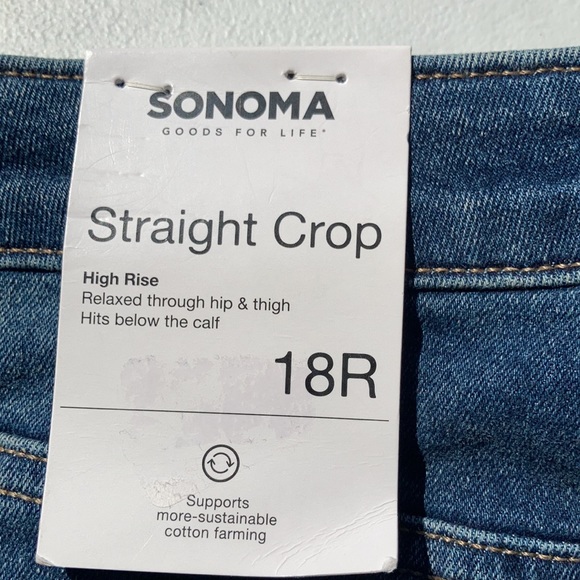 SONOMA
GOODS FOR LIFE®
Straight Crop
High Rise
Relaxed through hip & thigh
Hits below the calf
18R
Supports
more-sustainable
cotton farming